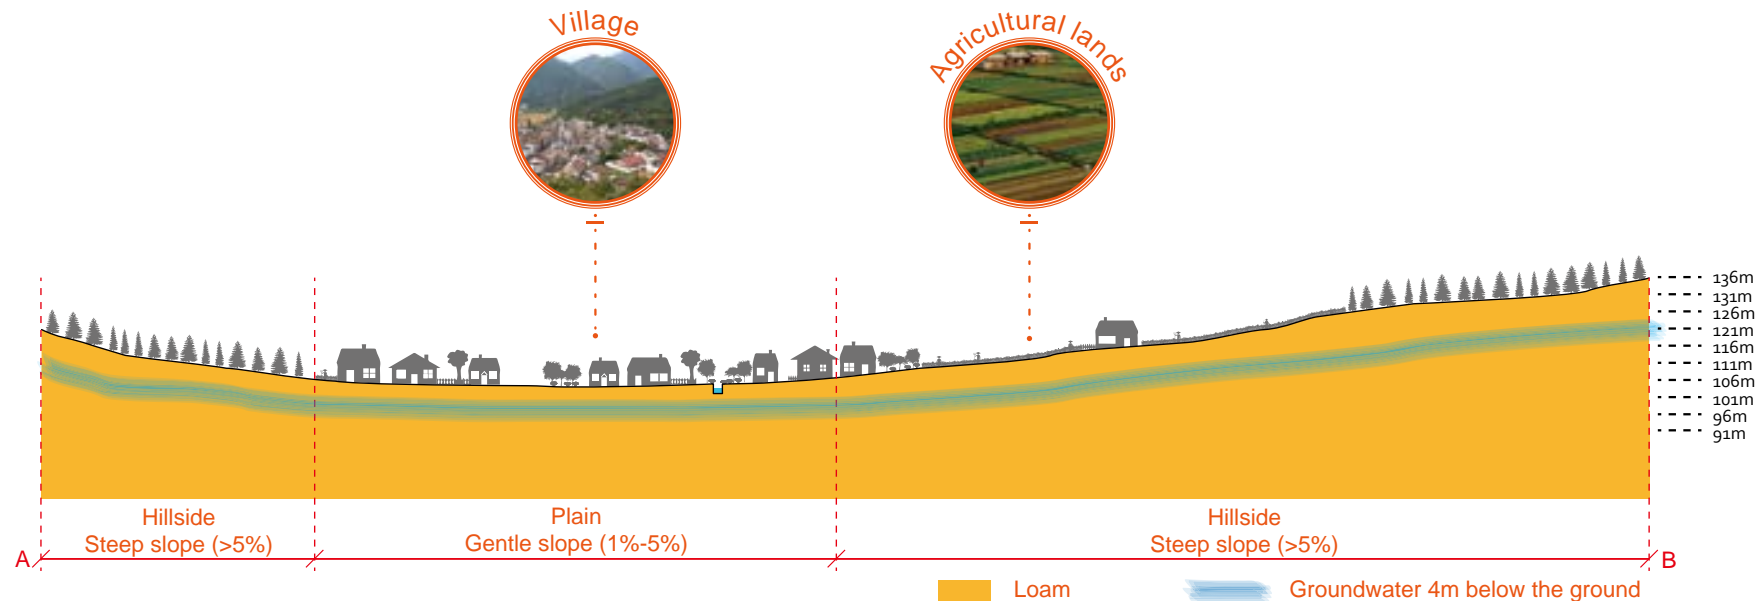 Village
Agricultural lands
136m
131m
126m
121m
116m
111m
106m
101m
96m
91m
Hillside
Steep slope (>5%)
Plain
Gentle slope (1%-5%)
Hillside
Steep slope (>5%)
A
B
Loam
Groundwater 4m below the ground